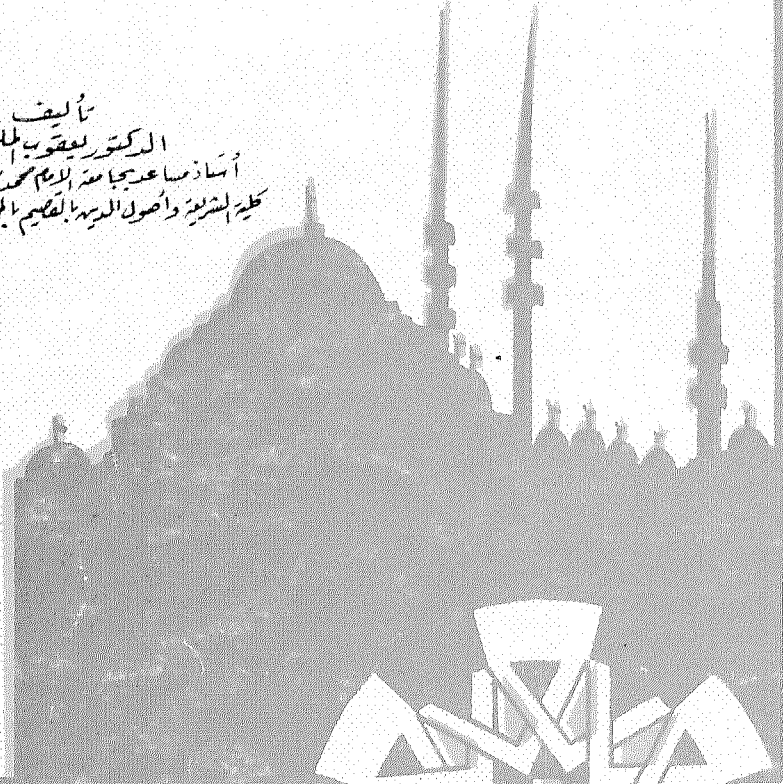 تأليف
الدكتور يعقوب
أستاذ مساعد بجامعة الإمام محمد
كلية الشريعة وأصول الدين بالقصيم